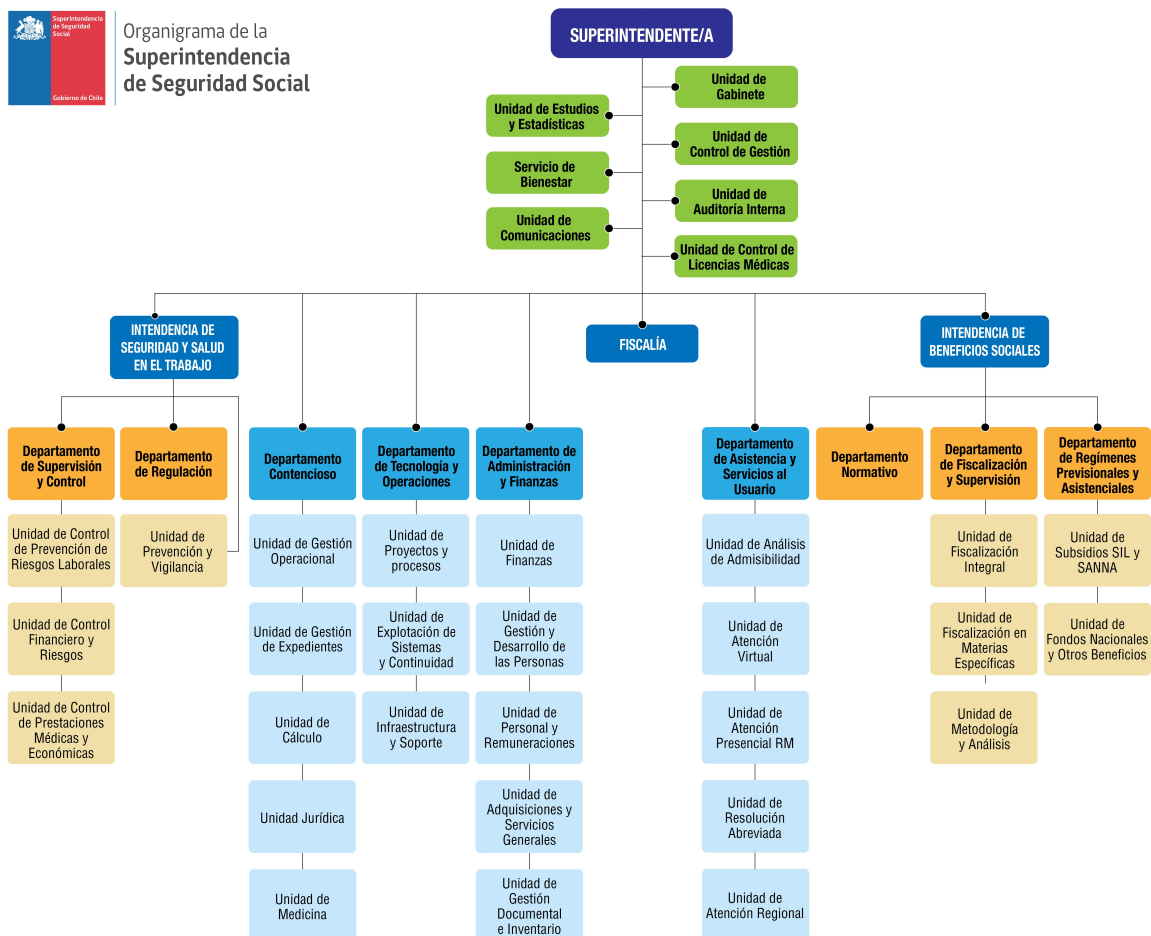 Superintendencia
de Seguridad
Social
Gobierno de Chile
Organigrama de la
Superintendencia
de Seguridad Social
SUPERINTENDENTE/A
Unidad de
Gabinete
Unidad de Estudios
y Estadísticas
Unidad de
Control de Gestión
Servicio de
Bienestar
Unidad de
Auditoría Interna
Unidad de
Comunicaciones
Unidad de Control de
Licencias Médicas
INTENDENCIA DE
SEGURIDAD Y SALUD
EN EL TRABAJO
FISCALÍA
INTENDENCIA DE
BENEFICIOS SOCIALES
Departamento
de Supervisión
y Control
Departamento
de Regulación
Departamento
Contencioso
Departamento
de Tecnología y
Operaciones
Departamento de
Administración
y Finanzas
Departamento
de Asistencia y
Servicios al
Usuario
Departamento
Normativo
Departamento
de Fiscalización
y Supervisión
Departamento
de Regímenes
Previsionales y
Asistenciales
Unidad de Control
de Prevención de
Riesgos Laborales
Unidad de
Prevención y
Vigilancia
Unidad de Gestión
Operacional
Unidad de
Proyectos y
procesos
Unidad de
Finanzas
Unidad de Análisis
de Admisibilidad
Unidad de
Fiscalización
Integral
Unidad de
Subsidios SIL y
SANNA
Unidad de Control
Financiero y
Riesgos
Unidad de Gestión
de Expedientes
Unidad de
Explotación de
Sistemas
y Continuidad
Unidad de
Gestión y
Desarrollo de
las Personas
Unidad de
Atención
Virtual
Unidad de
Fiscalización en
Materias
Específicas
Unidad de
Fondos Nacionales
y Otros Beneficios
Unidad de Control
de Prestaciones
Médicas y
Económicas
Unidad de
Cálculo
Unidad de
Infraestructura
y Soporte
Unidad de
Personal y
Remuneraciones
Unidad de
Atención
Presencial RM
Unidad de
Metodología
y Análisis
Unidad Jurídica
Unidad de
Adquisiciones y
Servicios
Generales
Unidad de
Resolución
Abreviada
Unidad de
Medicina
Unidad de
Gestión
Documental
e Inventario
Unidad de
Atención Regional